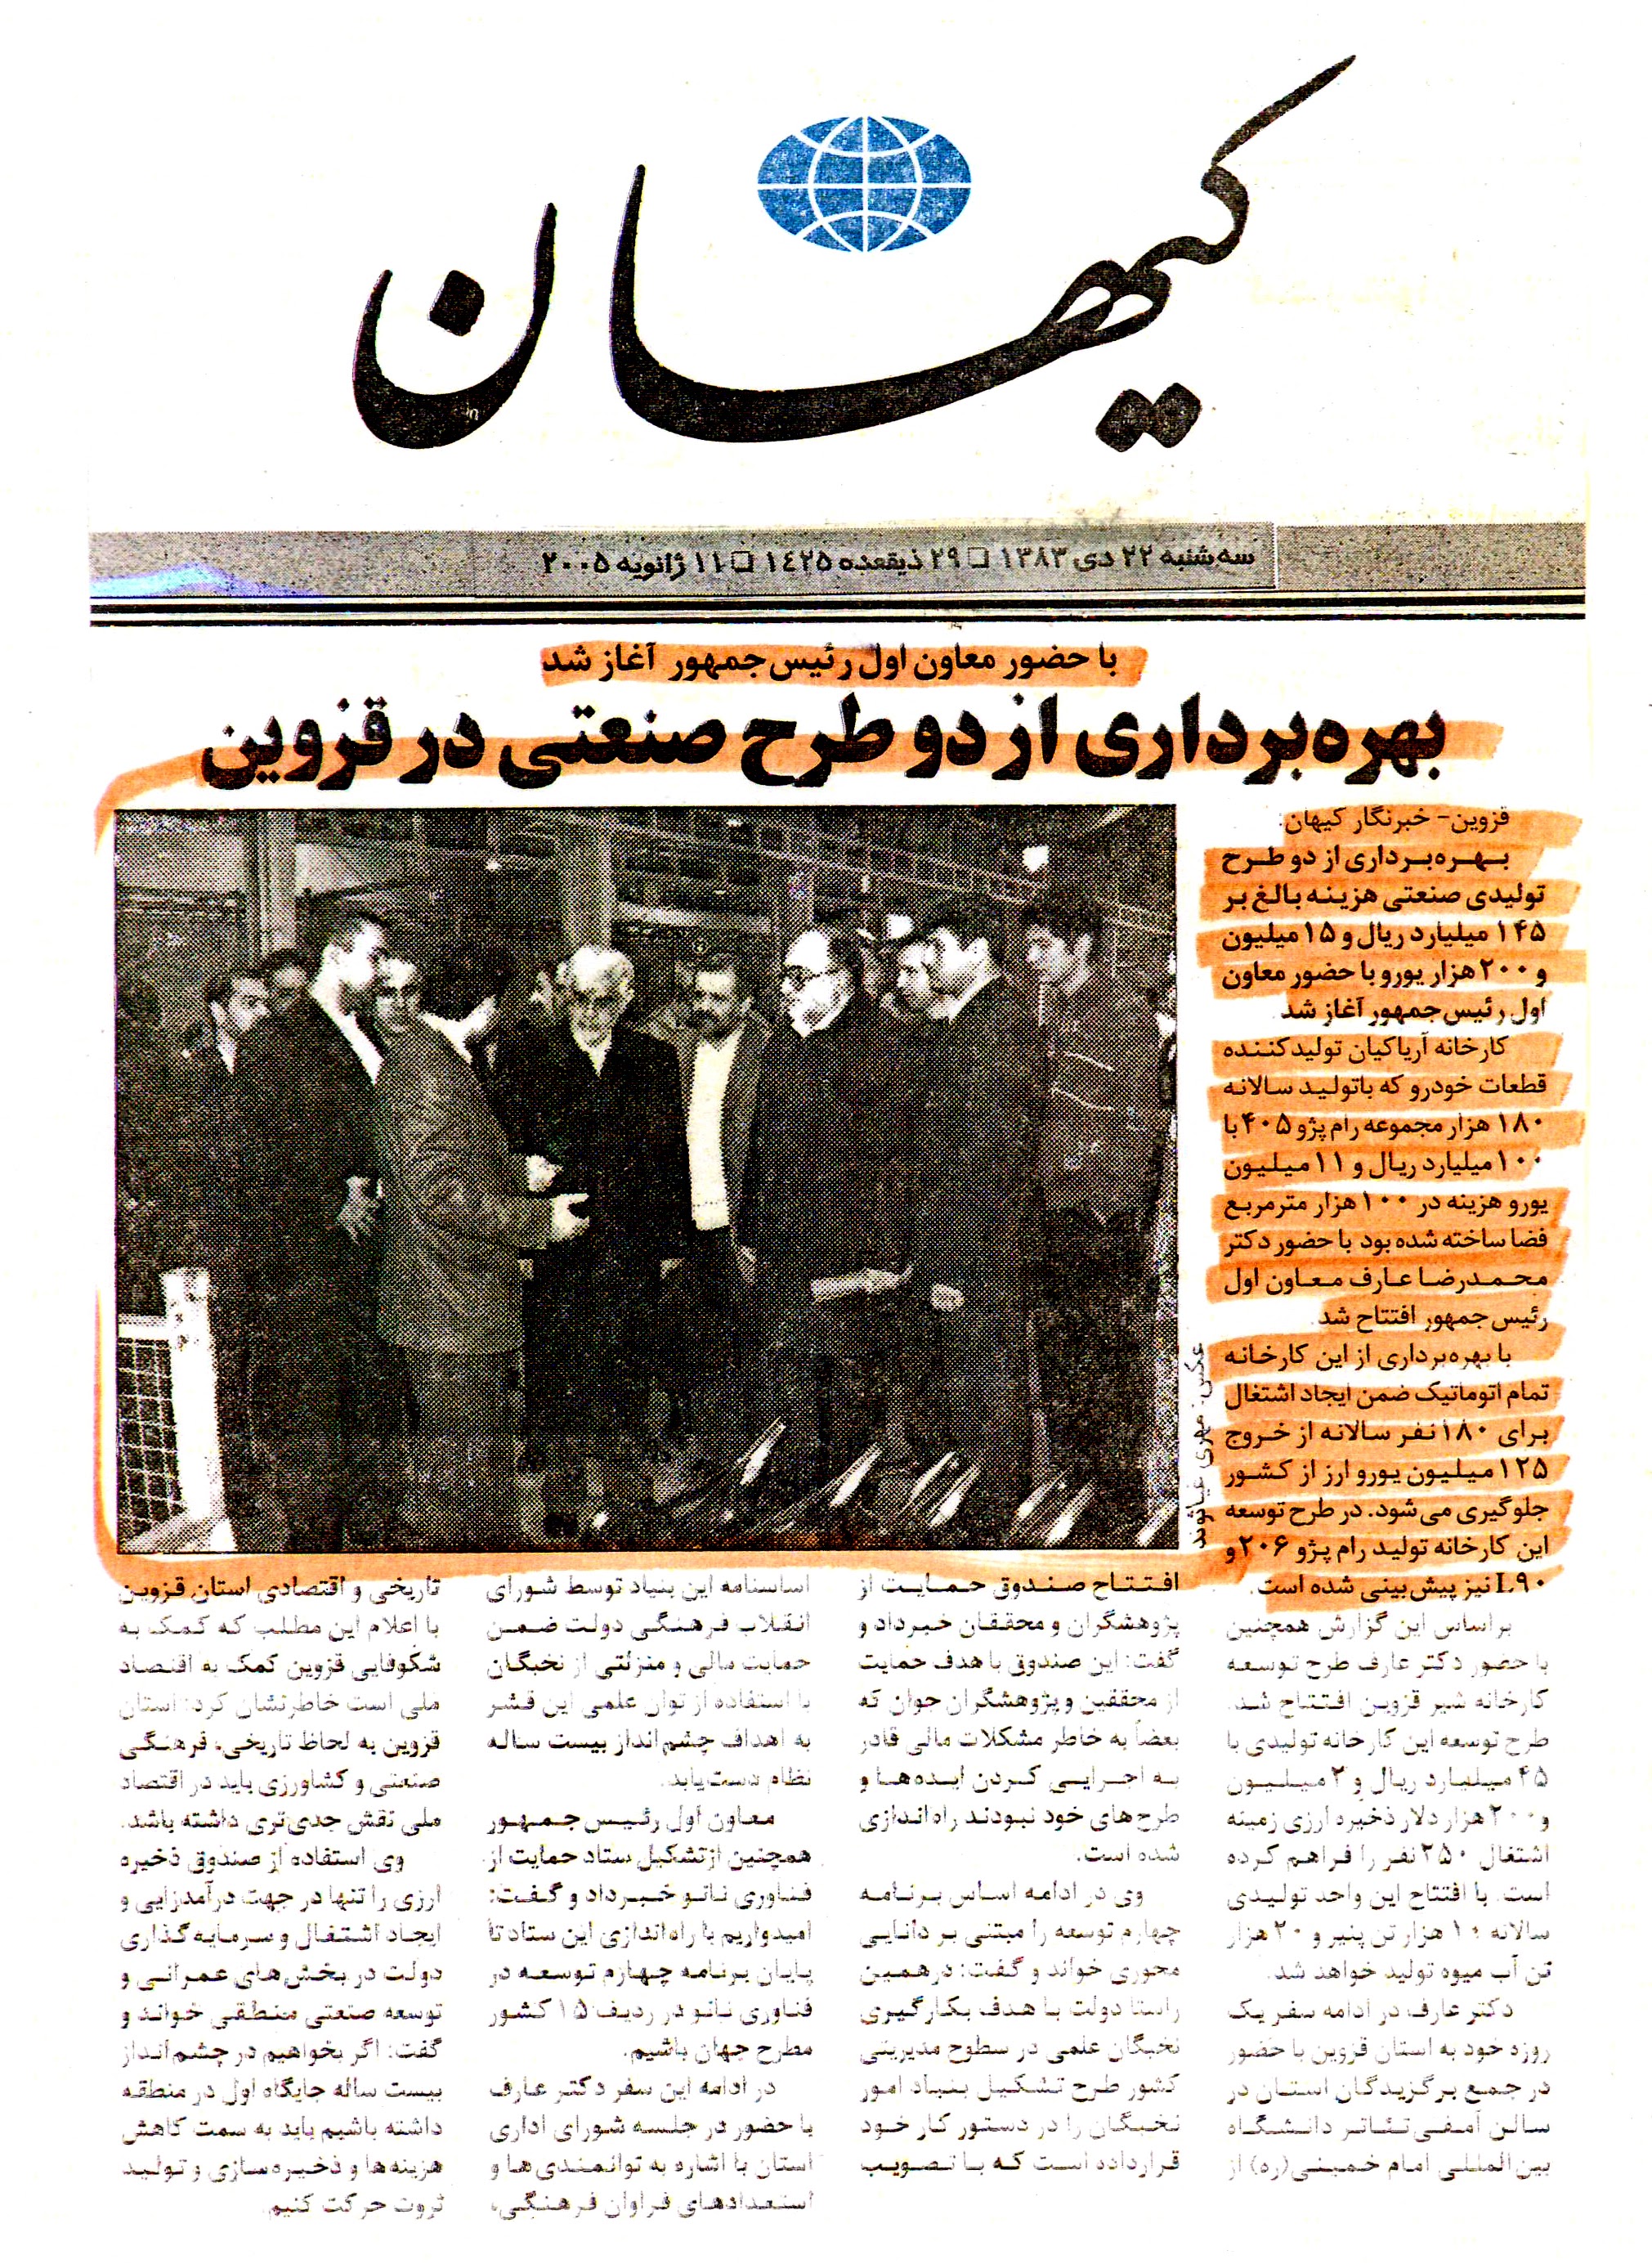 کیهان
سه‌شنبه ۲۲ دی ۱۳۸۳ □ ۲۹ ذیقعده ۱۴۲۵ □ ۱۱ ژانویه ۲۰۰۵
با حضور معاون اول رئیس‌جمهور آغاز شد
بهره‌برداری از دو طرح صنعتی در قزوین
قزوین- خبرنگار کیهان:
بهره‌برداری از دو طرح
تولیدی صنعتی هزینه بالغ بر
۱۴۵ میلیارد ریال و ۱۵ میلیون
و ۲۰۰ هزار یورو با حضور معاون
اول رئیس‌جمهور آغاز شد.
کارخانه آریاکیان تولیدکننده
قطعات خودرو که باتولید سالانه
۱۸۰ هزار مجموعه رام پژو ۴۰۵ با
۱۰۰ میلیارد ریال و ۱۱ میلیون
یورو هزینه در ۱۰۰ هزار مترمربع
فضا ساخته شده بود با حضور دکتر
محمدرضا عارف معاون اول
رئیس‌جمهور افتتاح شد.
با بهره‌برداری از این کارخانه
تمام اتوماتیک ضمن ایجاد اشتغال
برای ۱۸۰ نفر سالانه از خروج
۱۲۵ میلیون یورو ارز از کشور
جلوگیری می‌شود. در طرح توسعه
این کارخانه تولید رام پژو ۲۰۶ و
L۹۰ نیز پیش‌بینی شده است.
براساس این گزارش همچنین
با حضور دکتر عارف طرح توسعه
کارخانه شیر قزوین افتتاح شد.
طرح توسعه این کارخانه تولیدی با
۴۵ میلیارد ریال و ۴ میلیون
و ۲۰۰ هزار دلار ذخیره ارزی زمینه
اشتغال ۲۵۰ نفر را فراهم کرده
است. با افتتاح این واحد تولیدی
سالانه ۱۰ هزار تن پنیر و ۲۰ هزار
تن آب میوه تولید خواهد شد.
دکتر عارف در ادامه سفر یک
روزه خود به استان قزوین با حضور
در جمع برگزیدگان استان در
سالن آمفی‌تئاتر دانشگاه
بین‌المللی امام خمینی(ره) از
عکس: مهری غیاثوند
افتتاح صندوق حمایت از
پژوهشگران و محققان خبرداد و
گفت: این صندوق با هدف حمایت
از محققین و پژوهشگران جوان که
بعضاً به خاطر مشکلات مالی قادر
به اجرایی کردن ایده‌ها و
طرح‌های خود نبودند راه‌اندازی
شده است.
وی در ادامه اساس برنامه
چهارم توسعه را مبتنی بر دانایی
محوری خواند و گفت: درهمین
راستا دولت با هدف بکارگیری
نخبگان علمی در سطوح مدیریتی
کشور طرح تشکیل بنیاد امور
نخبگان را در دستور کار خود
قرارداده است که با تصویب
اساسنامه این بنیاد توسط شورای
انقلاب فرهنگی دولت ضمن
حمایت مالی و منزلتی از نخبگان
با استفاده از توان علمی این قشر
به اهداف چشم‌انداز بیست ساله
نظام دست‌یابد.
معاون اول رئیس‌جمهور
همچنین ازتشکیل ستاد حمایت از
فناوری نانو خبرداد و گفت:
امیدواریم با راه‌اندازی این ستاد تا
پایان برنامه چهارم توسعه در
فناوری نانو در ردیف ۱۵ کشور
مطرح جهان باشیم.
در ادامه این سفر دکتر عارف
با حضور در جلسه شورای اداری
استان با اشاره به توانمندی‌ها و
استعدادهای فراوان فرهنگی،
تاریخی و اقتصادی استان قزوین
با اعلام این مطلب که کمک به
شکوفایی قزوین کمک به اقتصاد
ملی است خاطرنشان کرد: استان
قزوین به لحاظ تاریخی، فرهنگی
صنعتی و کشاورزی باید در اقتصاد
ملی نقش جدی‌تری داشته باشد.
وی استفاده از صندوق ذخیره
ارزی را تنها در جهت درآمدزایی و
ایجاد اشتغال و سرمایه‌گذاری
دولت در بخش‌های عمرانی و
توسعه صنعتی منطقی خواند و
گفت: اگر بخواهیم در چشم‌انداز
بیست ساله جایگاه اول در منطقه
داشته باشیم باید به سمت کاهش
هزینه‌ها و ذخیره‌سازی و تولید
ثروت حرکت کنیم.